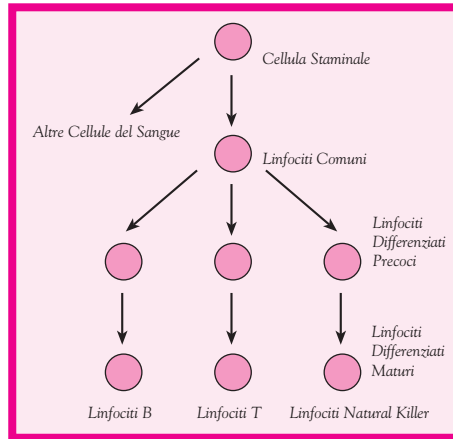 Cellula Staminale
Altre Cellule del Sangue
Linfociti Comuni
Linfociti
Differenziati
Precoci
Linfociti
Differenziati
Maturi
Linfociti B
Linfociti T
Linfociti Natural Killer